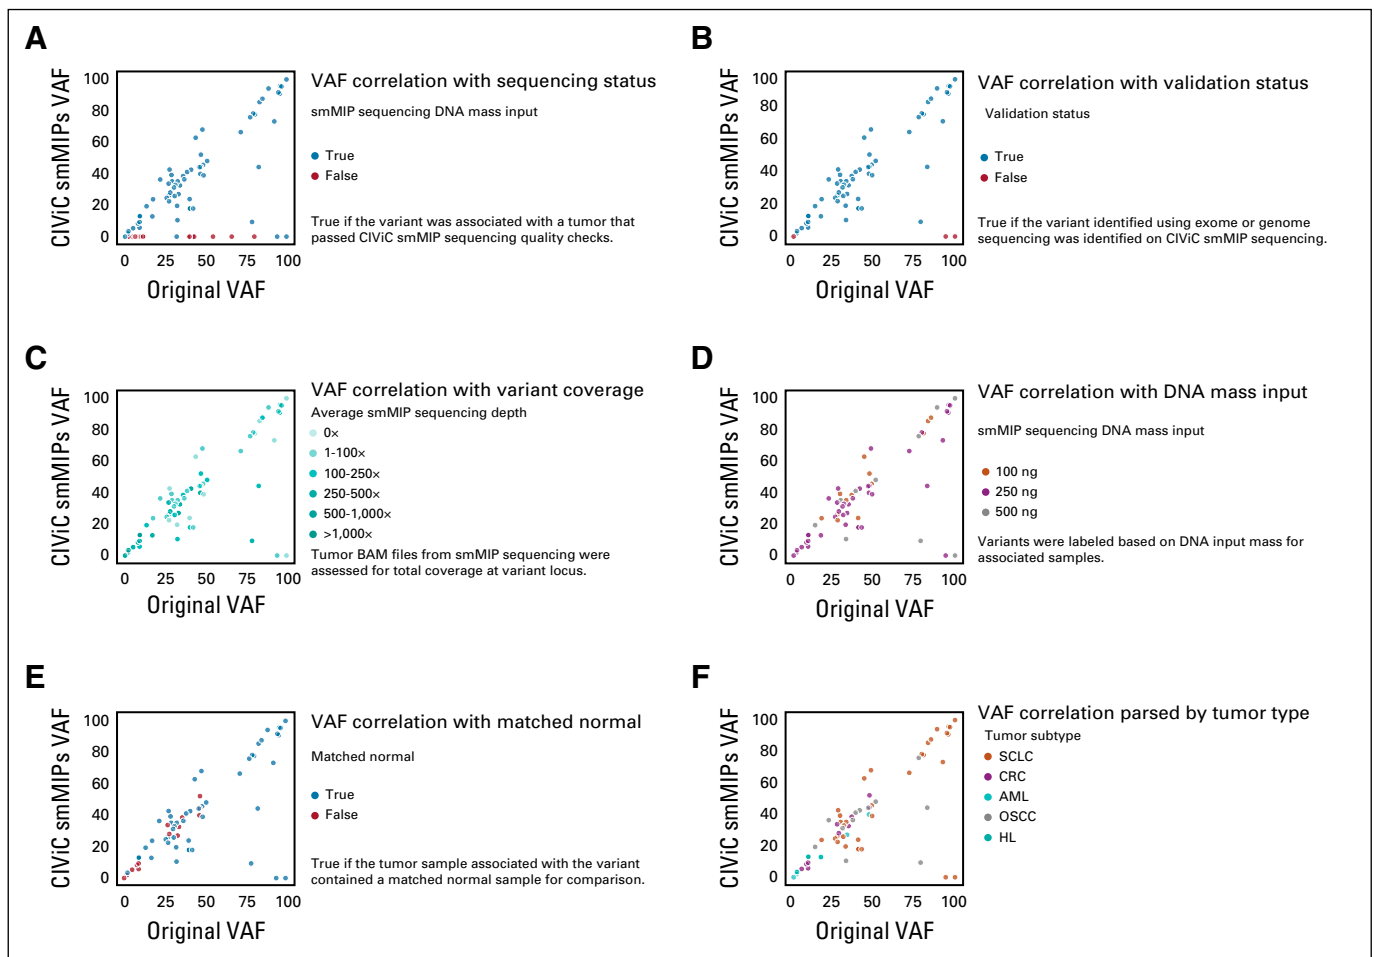 A
CIViC smMIPs VAF
100
80
60
40
20
0
0 25 50 75 100
Original VAF
VAF correlation with sequencing status
smMIP sequencing DNA mass input
True
False
True if the variant was associated with a tumor that
passed CIViC smMIP sequencing quality checks.
B
CIViC smMIPs VAF
100
80
60
40
20
0
0 25 50 75 100
Original VAF
VAF correlation with validation status
Validation status
True
False
True if the variant identified using exome or genome
sequencing was identified on CIViC smMIP sequencing.
C
CIViC smMIPs VAF
100
80
60
40
20
0
0 25 50 75 100
Original VAF
VAF correlation with variant coverage
Average smMIP sequencing depth
0×
1-100×
100-250×
250-500×
500-1,000×
>1,000×
Tumor BAM files from smMIP sequencing were
assessed for total coverage at variant locus.
D
CIViC smMIPs VAF
100
80
60
40
20
0
0 25 50 75 100
Original VAF
VAF correlation with DNA mass input
smMIP sequencing DNA mass input
100 ng
250 ng
500 ng
Variants were labeled based on DNA input mass for
associated samples.
E
CIViC smMIPs VAF
100
80
60
40
20
0
0 25 50 75 100
Original VAF
VAF correlation with matched normal
Matched normal
True
False
True if the tumor sample associated with the variant
contained a matched normal sample for comparison.
F
CIViC smMIPs VAF
100
80
60
40
20
0
0 25 50 75 100
Original VAF
VAF correlation parsed by tumor type
Tumor subtype
SCLC
CRC
AML
OSCC
HL